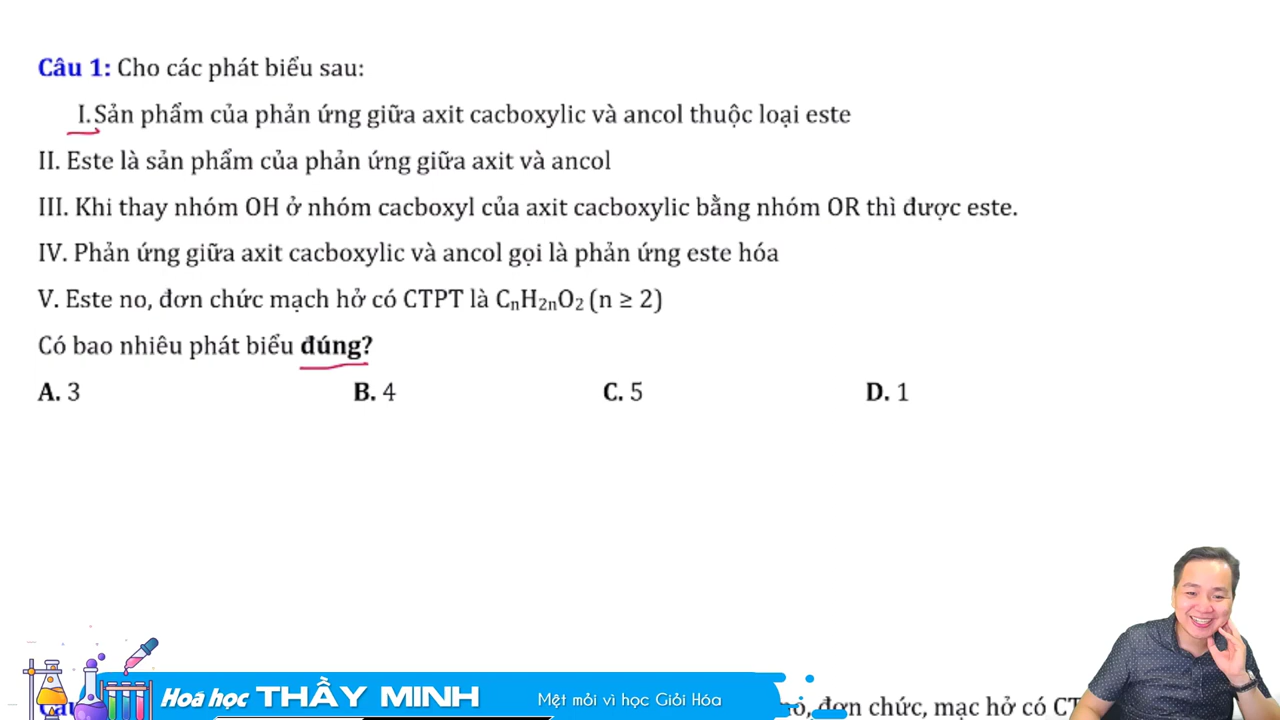 Câu 1: Cho các phát biểu sau:
I.Sản phẩm của phản ứng giữa axit cacboxylic và ancol thuộc loại este
II. Este là sản phẩm của phản ứng giữa axit và ancol
III. Khi thay nhóm OH ở nhóm cacboxyl của axit cacboxylic bằng nhóm OR thì được este.
IV. Phản ứng giữa axit cacboxylic và ancol gọi là phản ứng este hóa
V. Este no, đơn chức mạch hở có CTPT là CₙH₂ₙO₂ (n ≥ 2)
Có bao nhiêu phát biểu đúng?
A. 3 B. 4 C. 5 D. 1
Hoá học THẦY MINH Mệt mỏi vì học Giỏi Hóa
đơn chức, mạc hở có